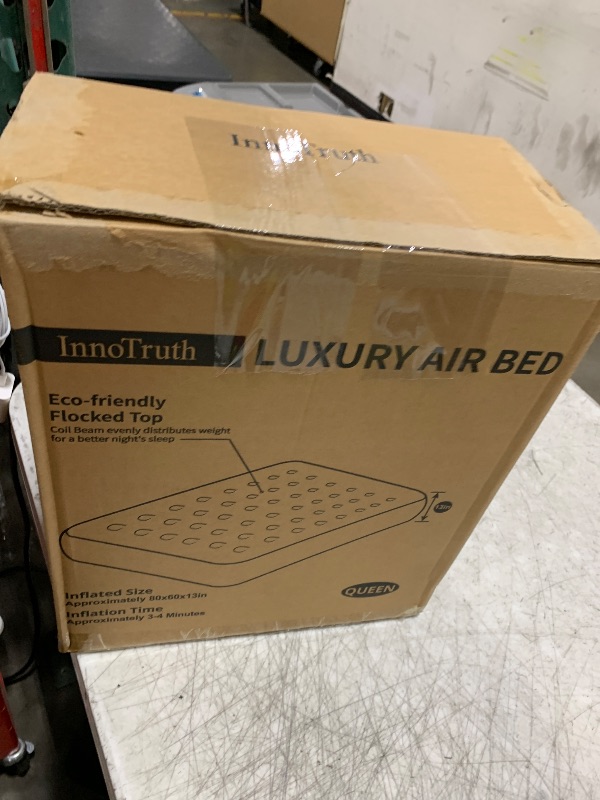 InnoTruth
InnoTruth LUXURY AIR BED
Eco-friendly
Flocked Top
Coil Beam evenly distributes weight
for a better night's sleep
Inflated Size
Approximately 80x60x13in
Inflation Time
Approximately 3-4 Minutes
QUEEN